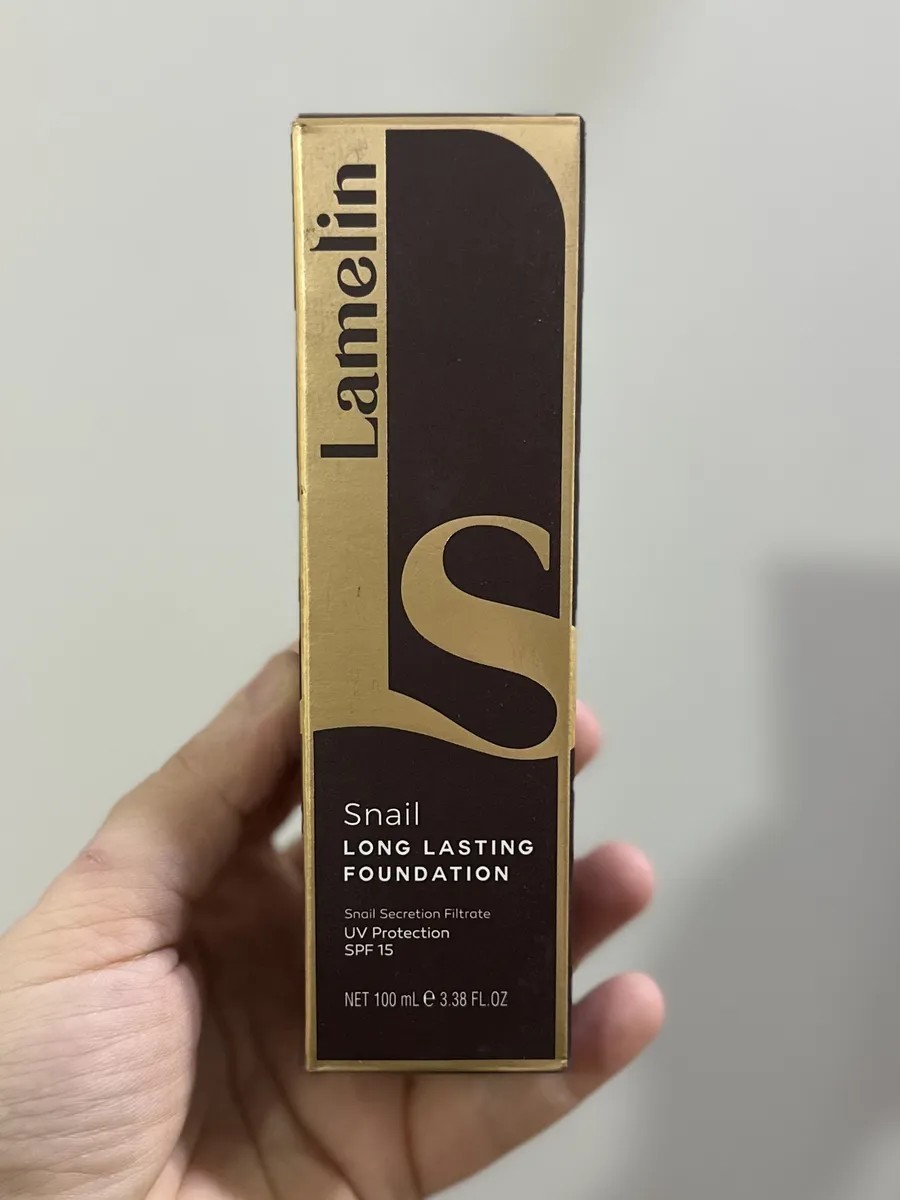 Lamelin
S
Snail
LONG LASTING
FOUNDATION
Snail Secretion Filtrate
UV Protection
SPF 15
NET 100 mL ℮ 3.38 FL.OZ